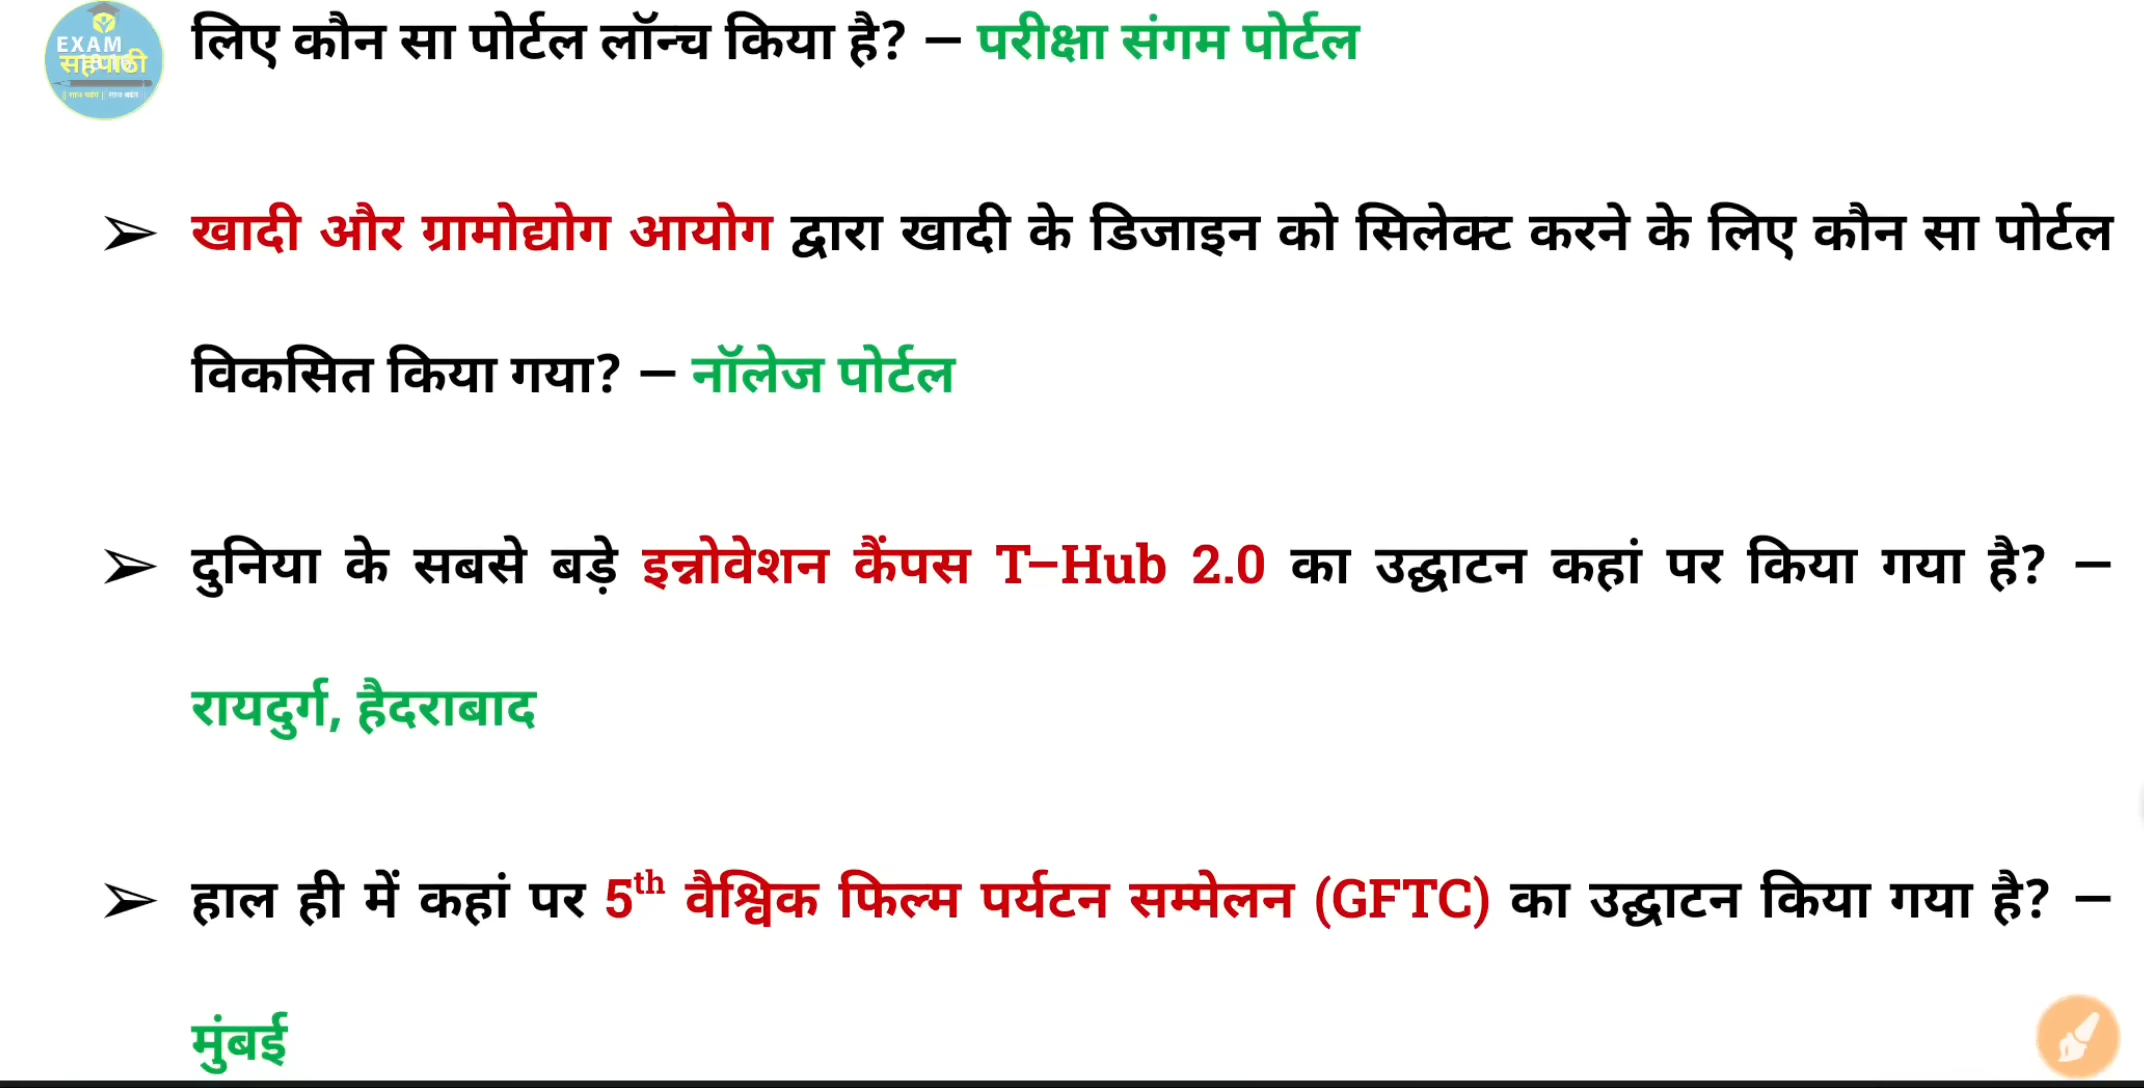 EXAM
सहपाठी
लिए कौन सा पोर्टल लॉन्च किया है? – परीक्षा संगम पोर्टल
➢ खादी और ग्रामोद्योग आयोग द्वारा खादी के डिजाइन को सिलेक्ट करने के लिए कौन सा पोर्टल
विकसित किया गया? – नॉलेज पोर्टल
➢ दुनिया के सबसे बड़े इन्नोवेशन कैंपस T-Hub 2.0 का उद्घाटन कहां पर किया गया है? –
रायदुर्ग, हैदराबाद
➢ हाल ही में कहां पर 5th वैश्विक फिल्म पर्यटन सम्मेलन (GFTC) का उद्घाटन किया गया है? –
मुंबई